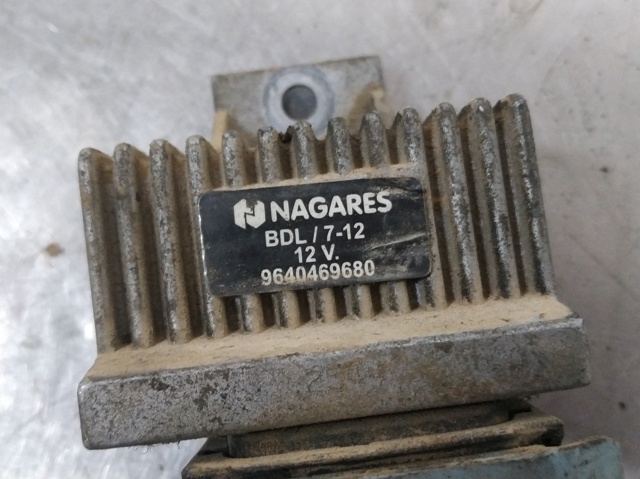 NAGARES
BDL / 7-12
12 V.
9640469680